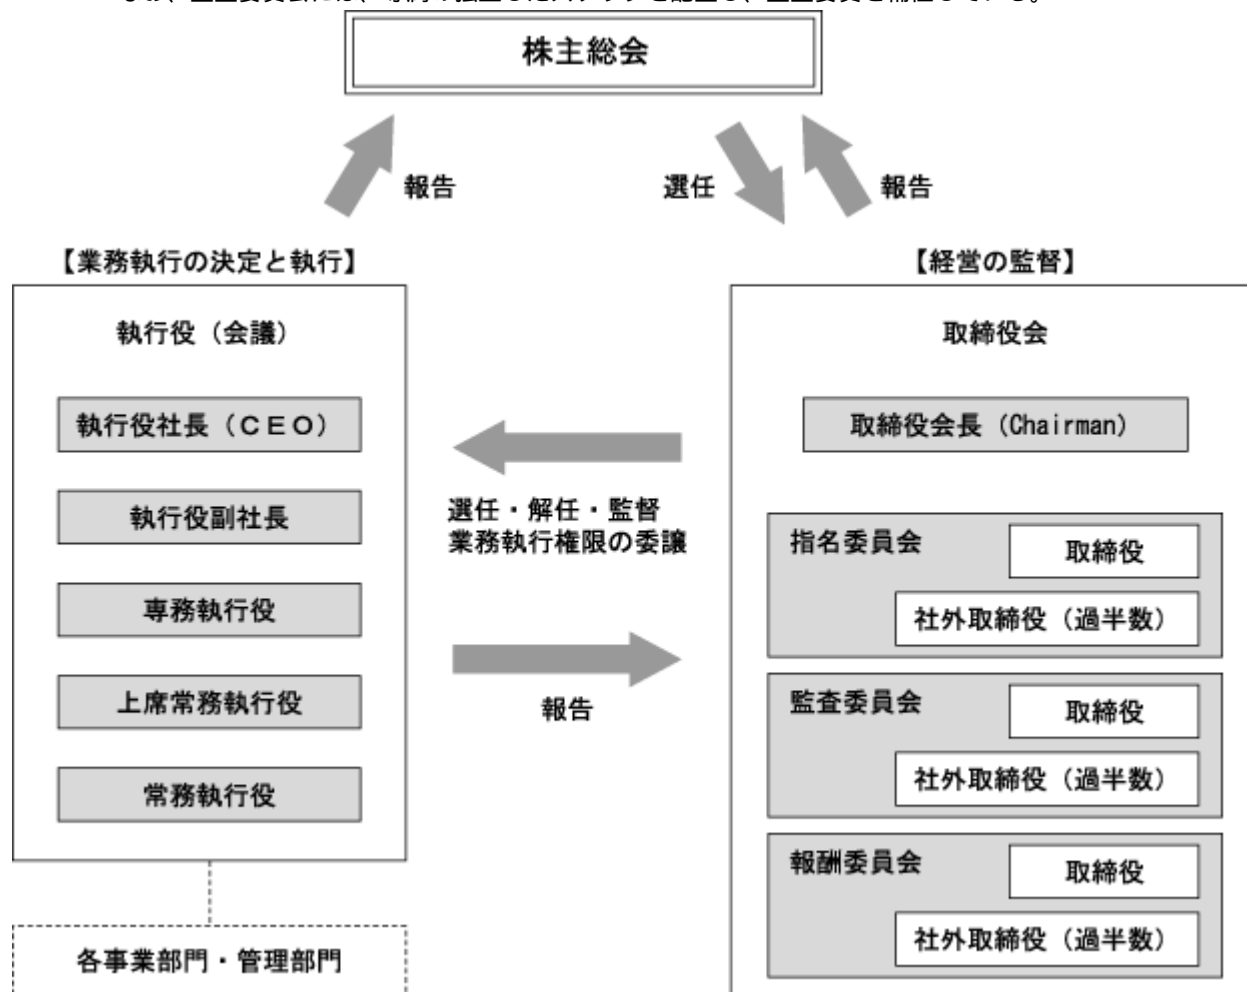 株主総会
報告
選任
報告
【業務執行の決定と執行】
【経営の監督】
執行役（会議）
執行役社長（ＣＥＯ）
執行役副社長
専務執行役
上席常務執行役
常務執行役
選任・解任・監督
業務執行権限の委譲
報告
取締役会
取締役会長（Chairman）
指名委員会
取締役
社外取締役（過半数）
監査委員会
取締役
社外取締役（過半数）
報酬委員会
取締役
社外取締役（過半数）
各事業部門・管理部門